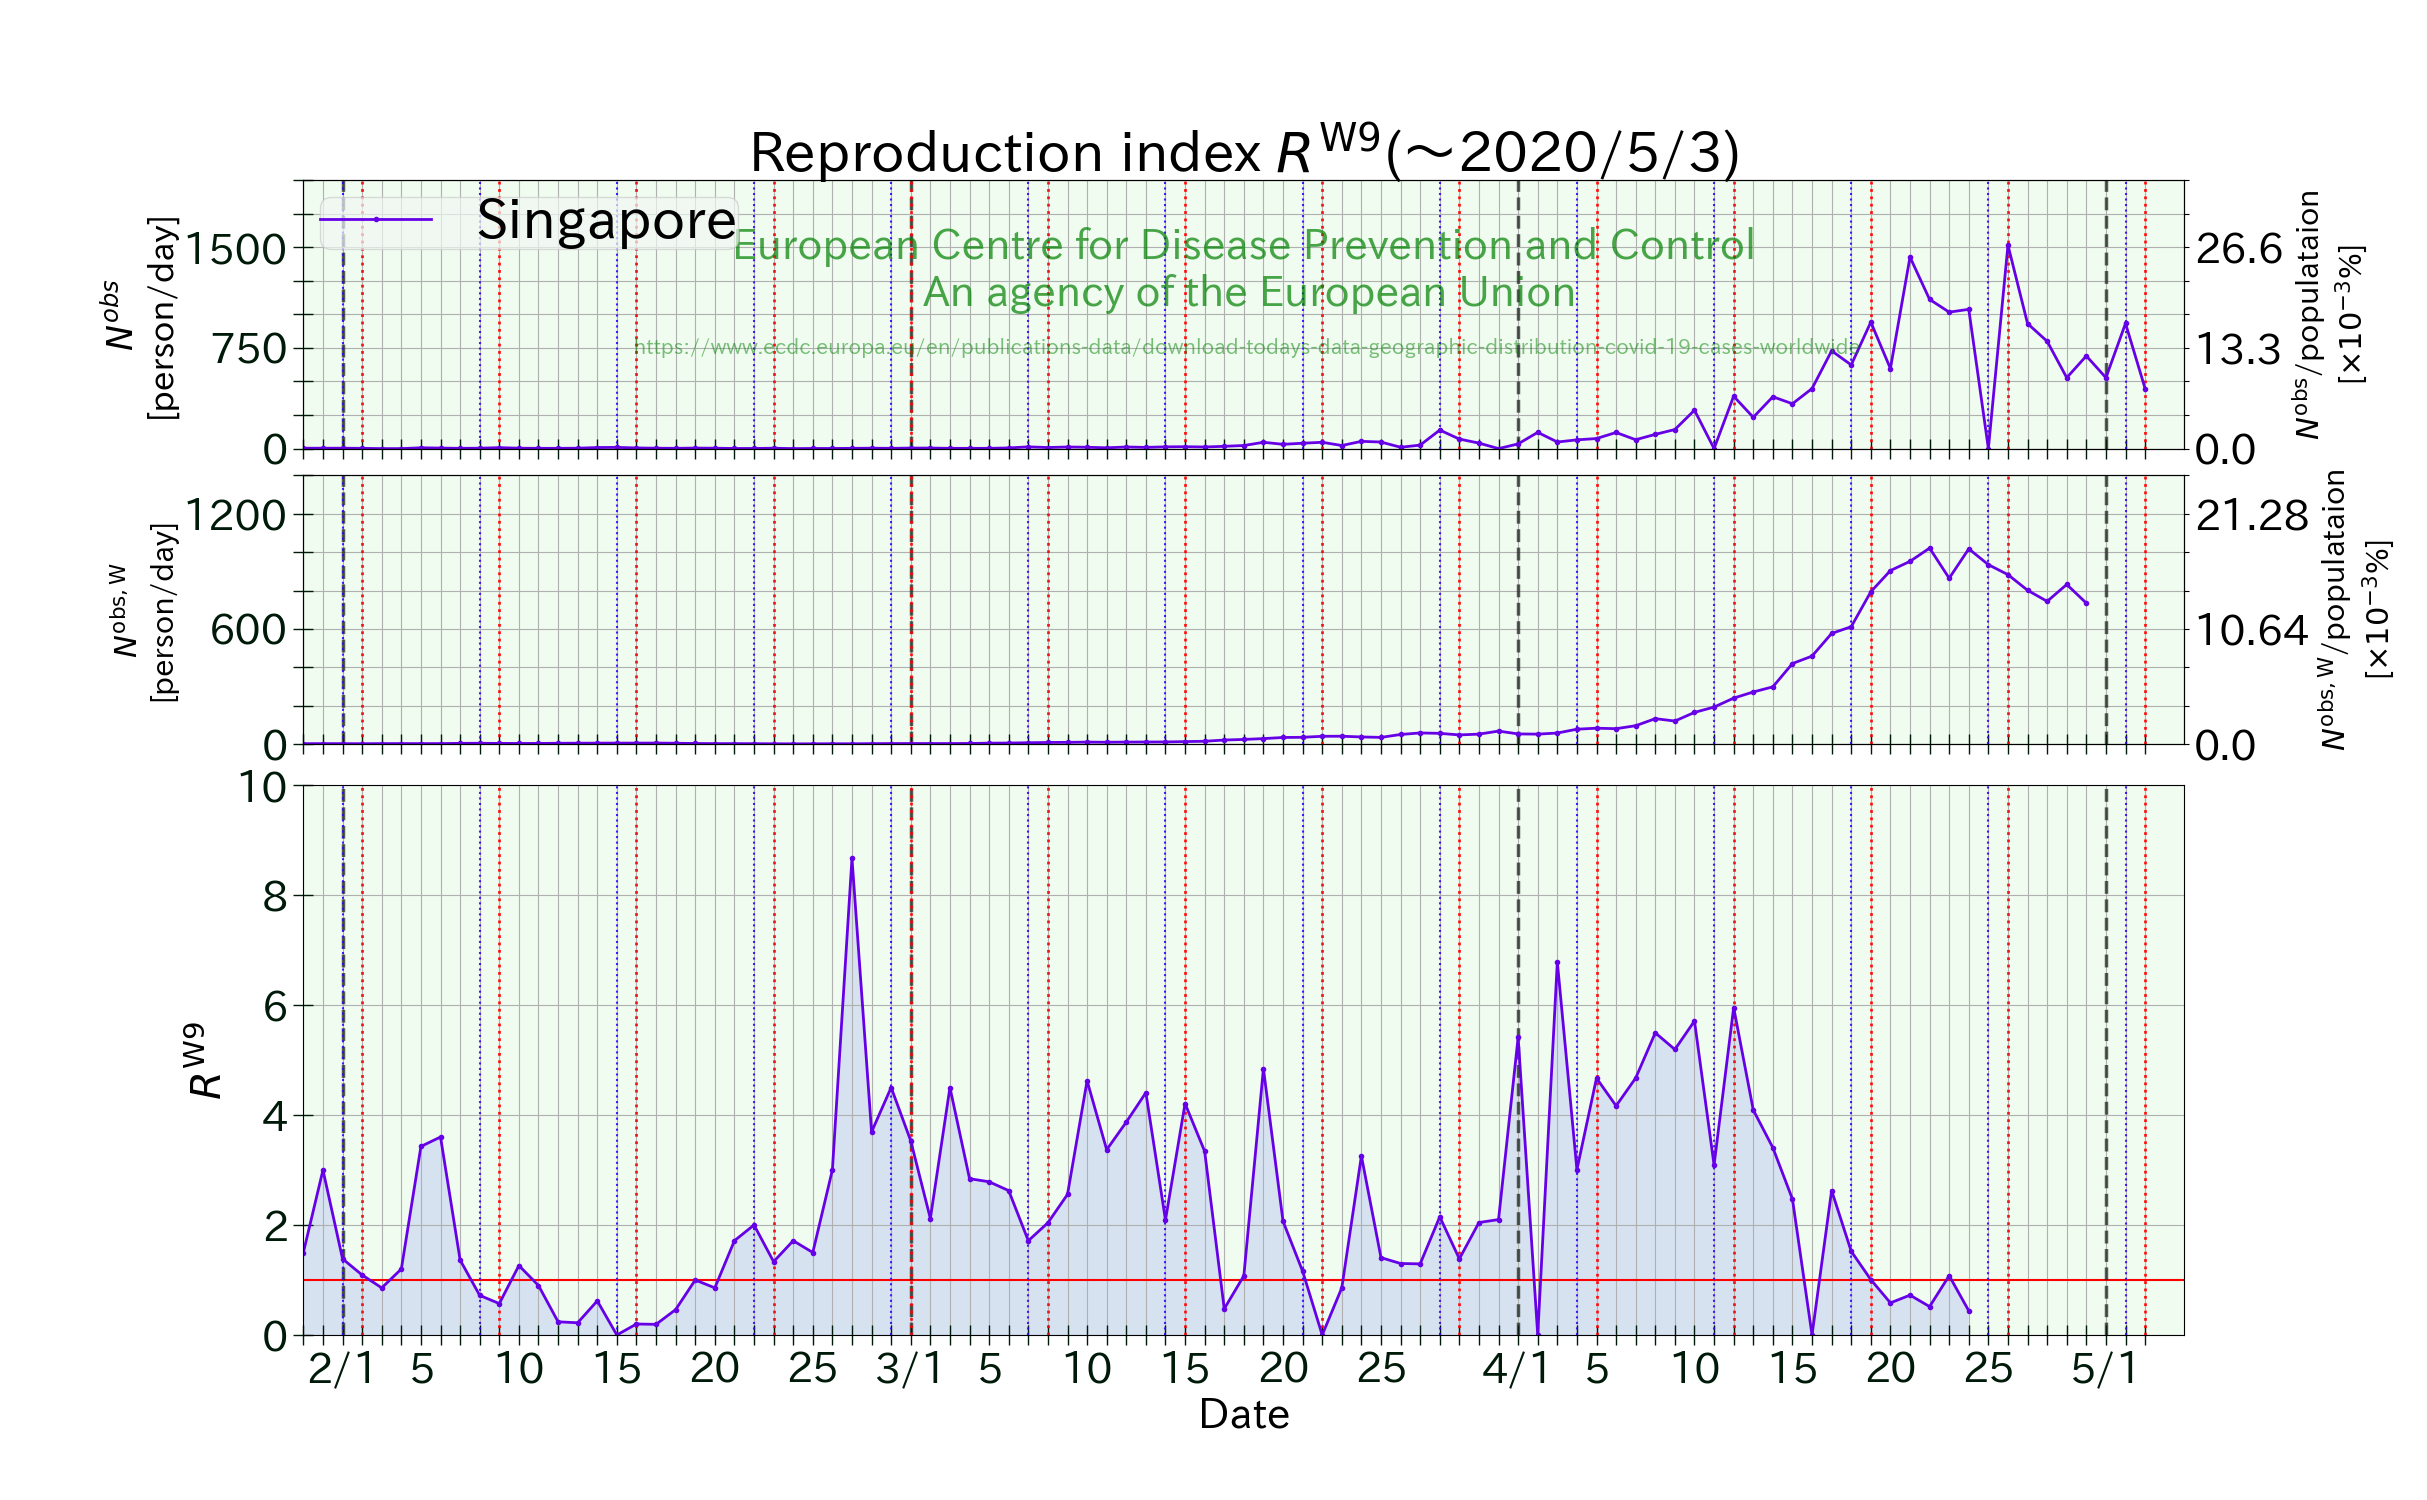 Reproduction index R^W9(～2020/5/3)
Singapore
European Centre for Disease Prevention and Control
An agency of the European Union
https://www.ecdc.europa.eu/en/publications-data/download-todays-data-geographic-distribution-covid-19-cases-worldwide
N^obs
[person/day]
1500
750
0
26.6
13.3
0.0
N^obs/populataion
[×10^−3%]
N^obs, W
[person/day]
1200
600
0
21.28
10.64
0.0
N^obs, W/populataion
[×10^−3%]
R^W9
10
8
6
4
2
0
2/1 5 10 15 20 25 3/1 5 10 15 20 25 4/1 5 10 15 20 25 5/1
Date